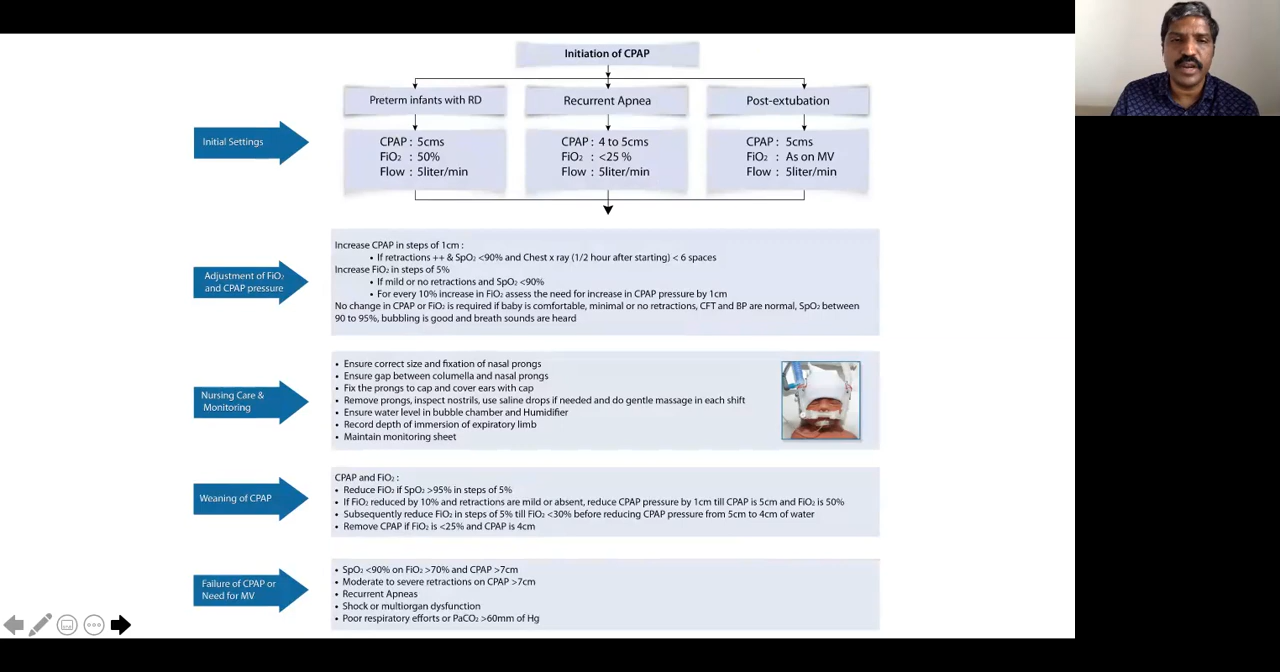 Initiation of CPAP
Preterm infants with RD
Recurrent Apnea
Post-extubation
Initial Settings
CPAP : 5cms
FiO₂ : 50%
Flow : 5liter/min
CPAP : 4 to 5cms
FiO₂ : <25 %
Flow : 5liter/min
CPAP : 5cms
FiO₂ : As on MV
Flow : 5liter/min
Adjustment of FiO₂
and CPAP pressure
Increase CPAP in steps of 1cm :
• If retractions ++ & SpO₂ <90% and Chest x ray (1/2 hour after starting) < 6 spaces
Increase FiO₂ in steps of 5%
• If mild or no retractions and SpO₂ <90%
• For every 10% increase in FiO₂ assess the need for increase in CPAP pressure by 1cm
No change in CPAP or FiO₂ is required if baby is comfortable, minimal or no retractions, CFT and BP are normal, SpO₂ between
90 to 95%, bubbling is good and breath sounds are heard
Nursing Care &
Monitoring
• Ensure correct size and fixation of nasal prongs
• Ensure gap between columella and nasal prongs
• Fix the prongs to cap and cover ears with cap
• Remove prongs, inspect nostrils, use saline drops if needed and do gentle massage in each shift
• Ensure water level in bubble chamber and Humidifier
• Record depth of immersion of expiratory limb
• Maintain monitoring sheet
Weaning of CPAP
CPAP and FiO₂ :
• Reduce FiO₂ if SpO₂ >95% in steps of 5%
• If FiO₂ reduced by 10% and retractions are mild or absent, reduce CPAP pressure by 1cm till CPAP is 5cm and FiO₂ is 50%
• Subsequently reduce FiO₂ in steps of 5% till FiO₂ <30% before reducing CPAP pressure from 5cm to 4cm of water
• Remove CPAP if FiO₂ is <25% and CPAP is 4cm
Failure of CPAP or
Need for MV
• SpO₂ <90% on FiO₂ >70% and CPAP >7cm
• Moderate to severe retractions on CPAP >7cm
• Recurrent Apneas
• Shock or multiorgan dysfunction
• Poor respiratory efforts or PaCO₂ >60mm of Hg